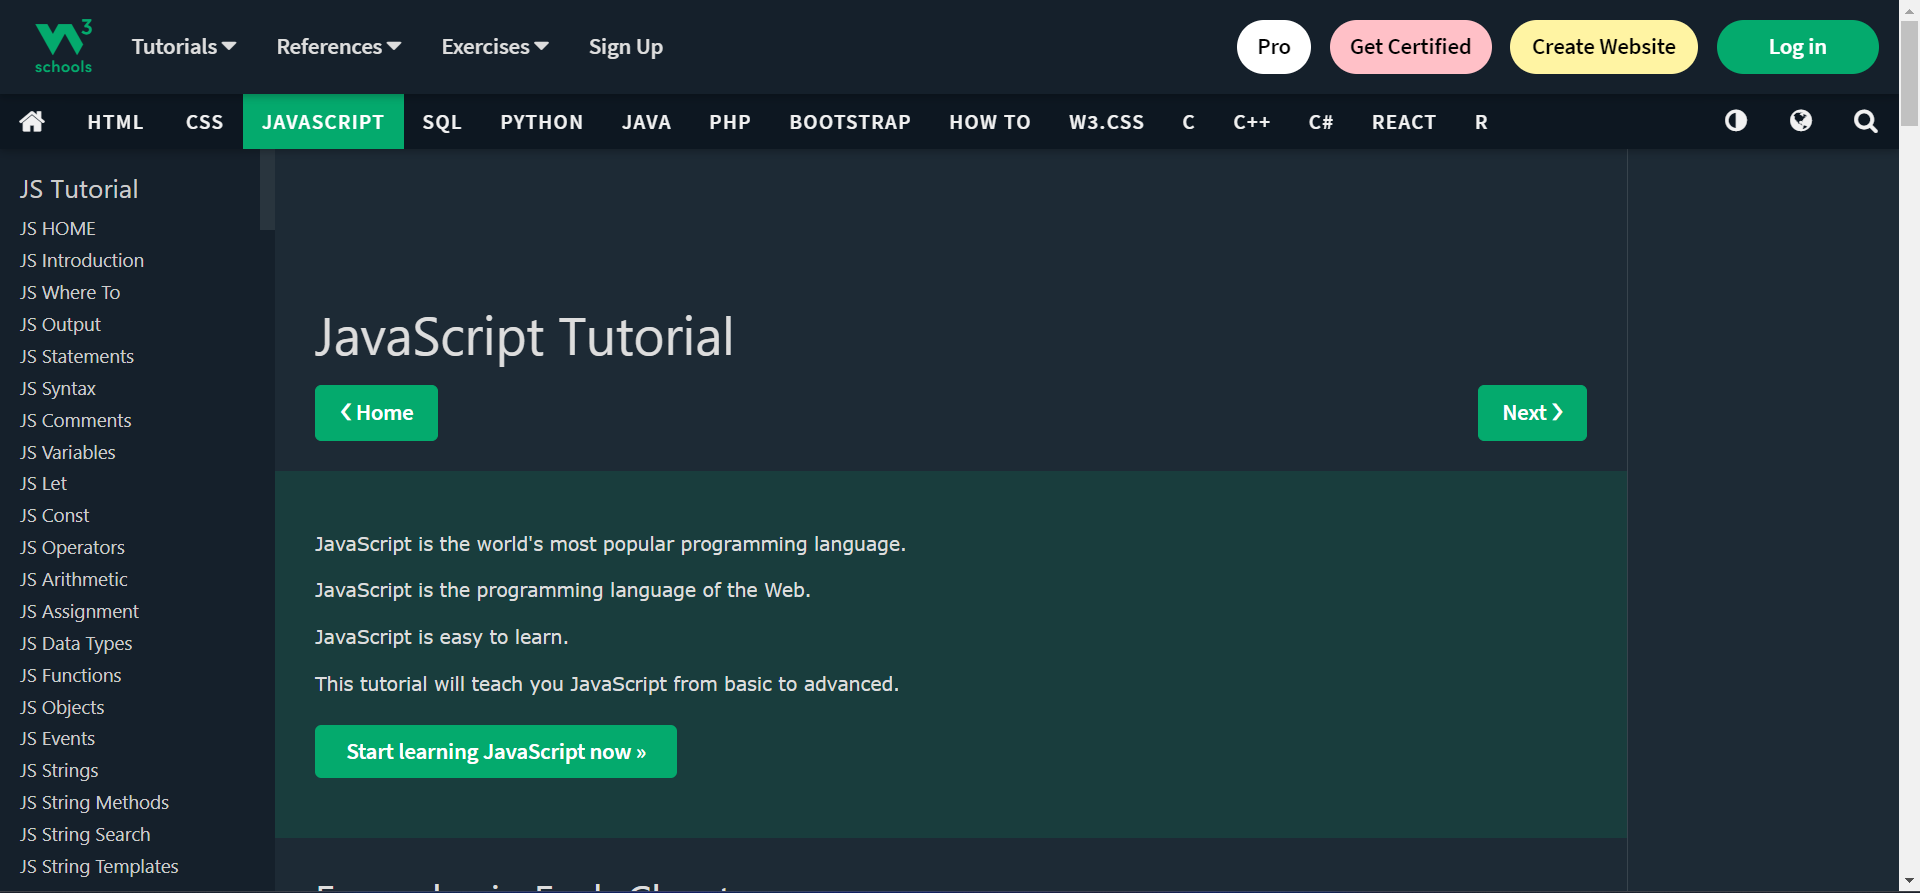 3
schools
Tutorials References Exercises Sign Up
Pro Get Certified Create Website Log in
HTML CSS JAVASCRIPT SQL PYTHON JAVA PHP BOOTSTRAP HOW TO W3.CSS C C++ C# REACT R
JS Tutorial
JS HOME
JS Introduction
JS Where To
JS Output
JS Statements
JS Syntax
JS Comments
JS Variables
JS Let
JS Const
JS Operators
JS Arithmetic
JS Assignment
JS Data Types
JS Functions
JS Objects
JS Events
JS Strings
JS String Methods
JS String Search
JS String Templates
JavaScript Tutorial
❮ Home
Next ❯
JavaScript is the world's most popular programming language.
JavaScript is the programming language of the Web.
JavaScript is easy to learn.
This tutorial will teach you JavaScript from basic to advanced.
Start learning JavaScript now »